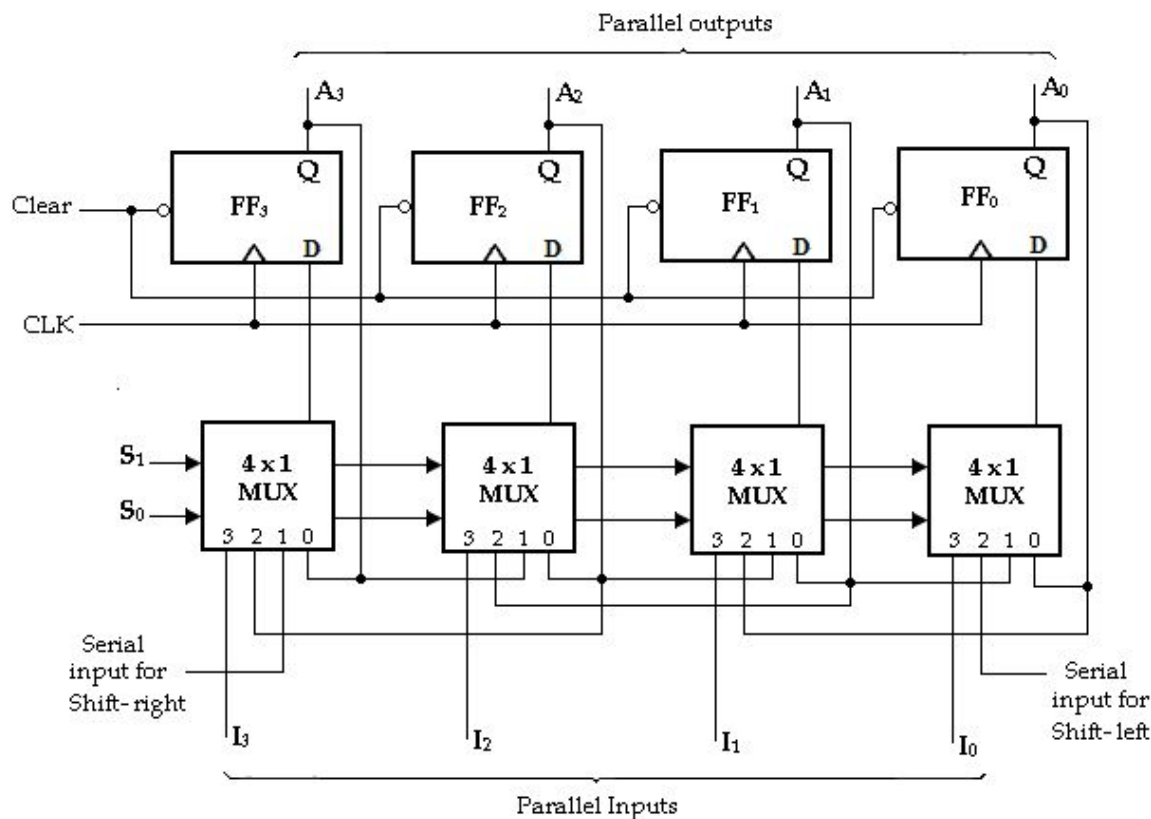 Parallel outputs
A3 A2 A1 A0
Q Q Q Q
Clear FF3 FF2 FF1 FF0
D D D D
CLK
S1 4 x 1 4 x 1 4 x 1 4 x 1
S0 MUX MUX MUX MUX
3 2 1 0 3 2 1 0 3 2 1 0 3 2 1 0
Serial
input for
Shift-right
Serial
input for
Shift-left
I3 I2 I1 I0
Parallel Inputs